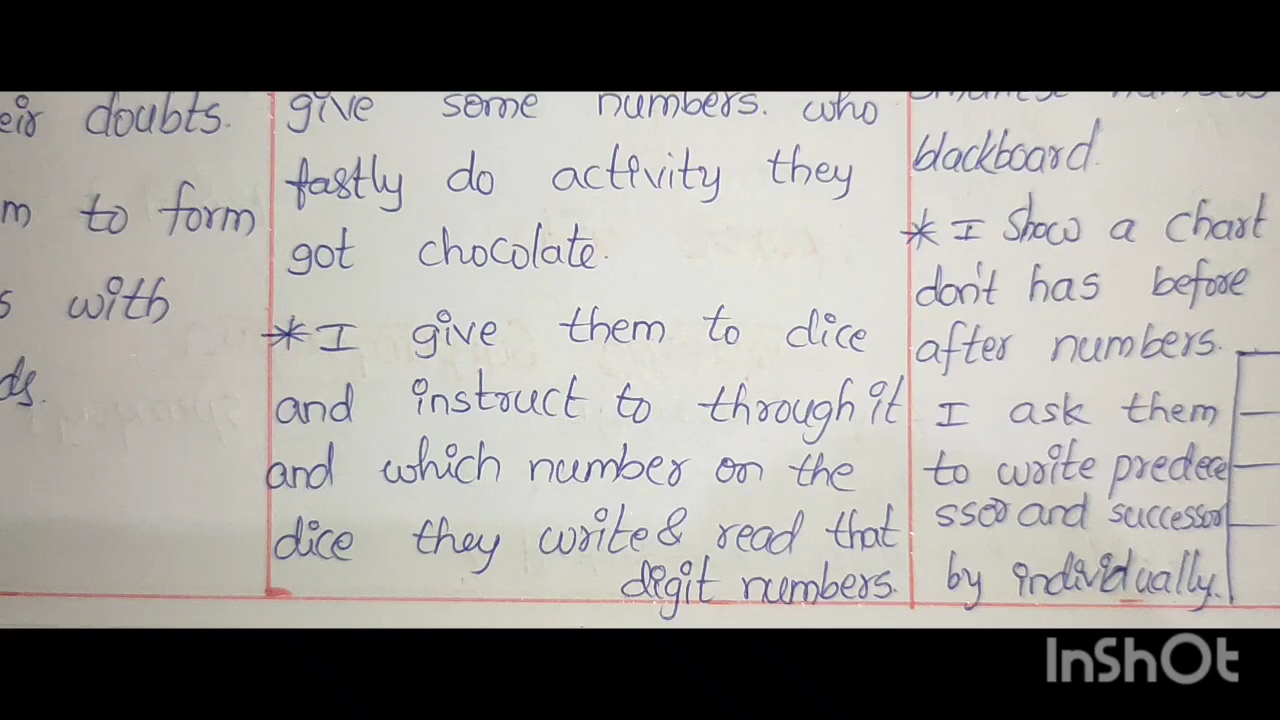 doubts.
to form
with
give some numbers. who
fastly do activity they
got chocolate.
*I give them to dice
and instruct to through it
and which number on the
dice they write & read that
digit numbers.
blackboard.
* I show a chart
don't has before
after numbers.
I ask them
to write predece
ssor and successor
by individually.
InShOt